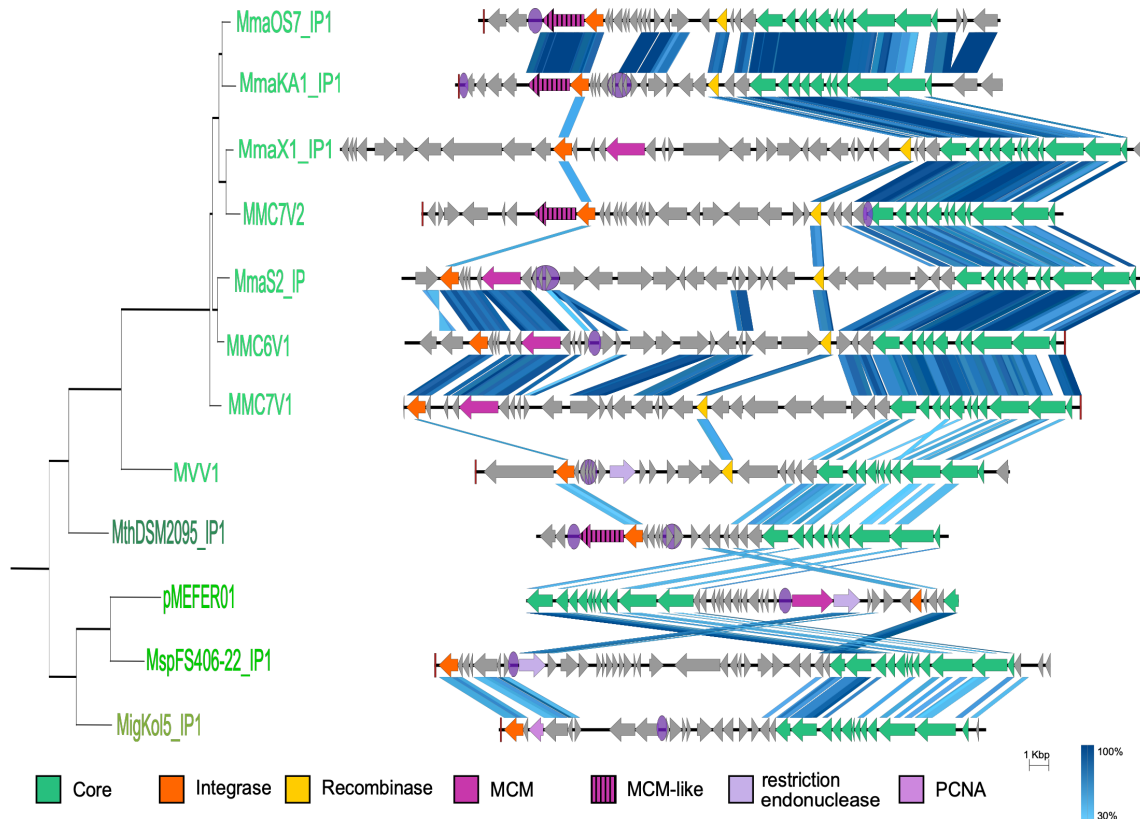 MmaOS7_IP1
MmaKA1_IP1
MmaX1_IP1
MMC7V2
MmaS2_IP
MMC6V1
MMC7V1
MVV1
MthDSM2095_IP1
pMEFER01
MspFS406-22_IP1
MigKol5_IP1
1 Kbp
100%
30%
Core
Integrase
Recombinase
MCM
MCM-like
restriction
endonuclease
PCNA